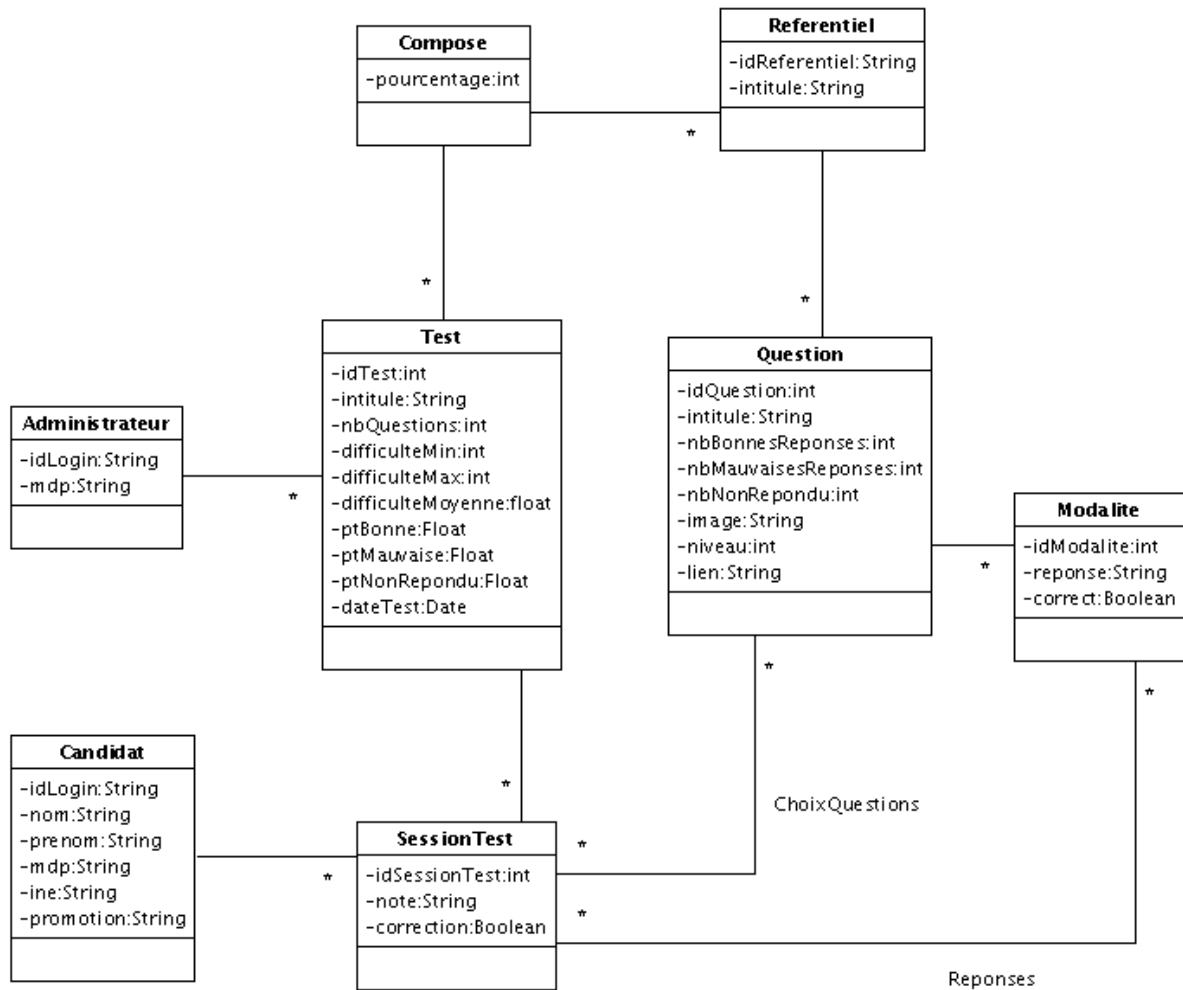 Compose
-pourcentage:int
*
*
Referentiel
-idReferentiel:String
-intitule:String
*
Test
-idTest:int
-intitule:String
-nbQuestions:int
-difficulteMin:int
-difficulteMax:int
-difficulteMoyenne:float
-ptBonne:Float
-ptMauvaise:Float
-ptNonRepondu:Float
-dateTest:Date
Question
-idQuestion:int
-intitule:String
-nbBonnesReponses:int
-nbMauvaisesReponses:int
-nbNonRepondu:int
-image:String
-niveau:int
-lien:String
Administrateur
-idLogin:String
-mdp:String
*
Modalite
-idModalite:int
-reponse:String
-correct:Boolean
*
*
*
Candidat
-idLogin:String
-nom:String
-prenom:String
-mdp:String
-ine:String
-promotion:String
*
*
SessionTest
-idSessionTest:int
-note:String
-correction:Boolean
ChoixQuestions
*
*
Reponses